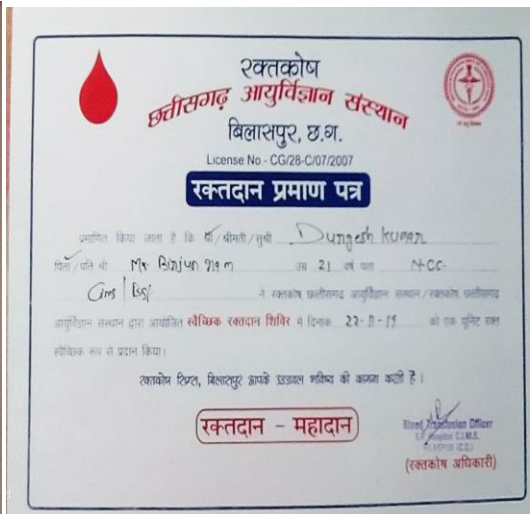 रक्तकोष
छत्तीसगढ़ आयुर्विज्ञान संस्थान
बिलासपुर, छ.ग.
License No.- CG/28-C/07/2007
रक्तदान प्रमाण पत्र
प्रमाणित किया जाता है कि श्री/श्रीमती/सुश्री Durgesh Kumar
पिता/पति श्री Mr. उम्र 21 वर्ष पता NCC
ने रक्तकोष छत्तीसगढ़ आयुर्विज्ञान संस्थान/रक्तकोष छत्तीसगढ़
आयुर्विज्ञान संस्थान द्वारा आयोजित स्वैच्छिक रक्तदान शिविर में दिनांक 22-11-19 को एक यूनिट रक्त
स्वैच्छिक रूप से प्रदान किया।
रक्तकोष सिम्स, बिलासपुर आपके उज्जवल भविष्य की कामना करती है।
रक्तदान - महादान
Blood Transfusion Officer
Hospital C.I.M.S.
(रक्तकोष अधिकारी)